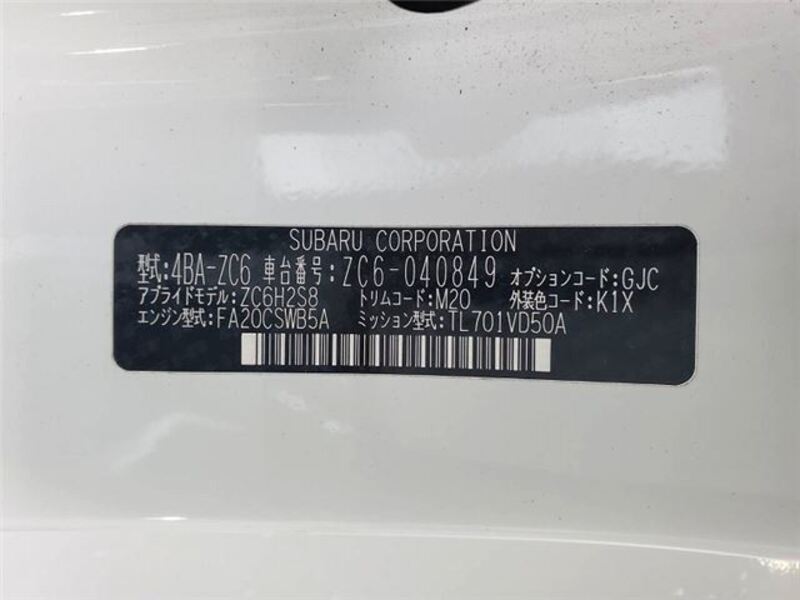 SUBARU CORPORATION
型式:4BA-ZC6 車台番号:ZC6-040849 オプションコード:GJC
アプライドモデル:ZC6H2S8 トリムコード:M20 外装色コード:K1X
エンジン型式:FA20CSWB5A ミッション型式:TL701VD50A